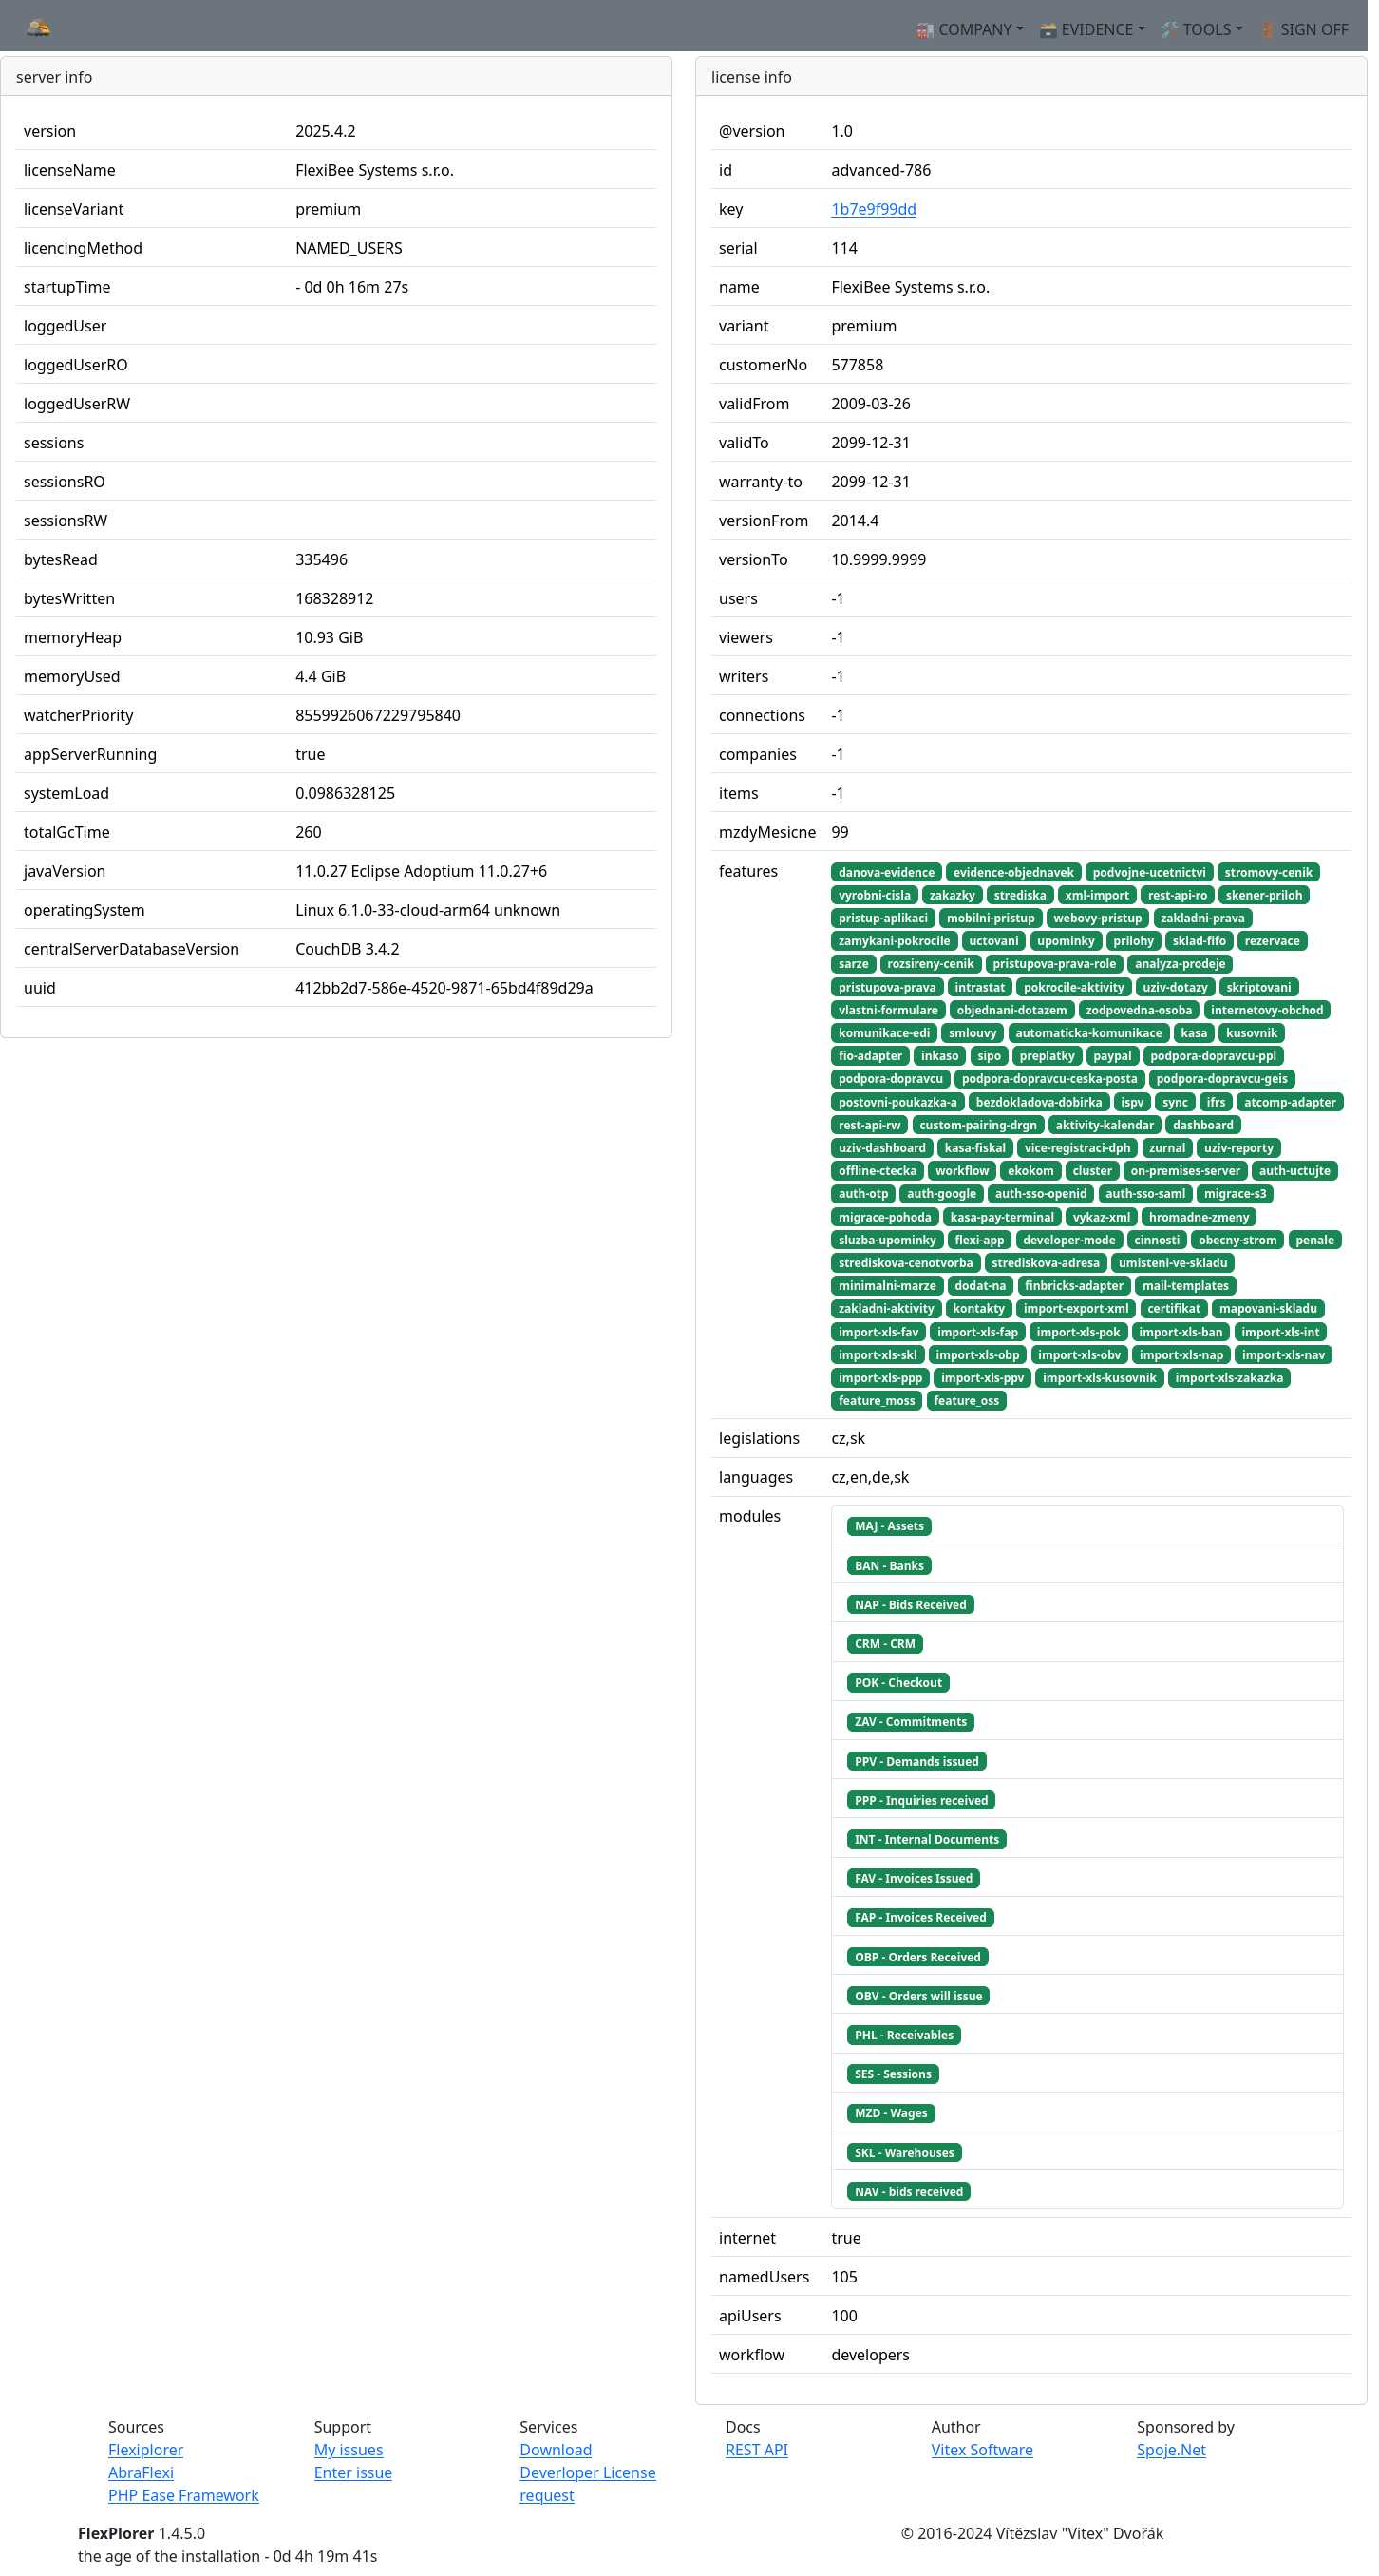 COMPANY EVIDENCE TOOLS SIGN OFF
server info
version 2025.4.2
licenseName FlexiBee Systems s.r.o.
licenseVariant premium
licencingMethod NAMED_USERS
startupTime - 0d 0h 16m 27s
loggedUser
loggedUserRO
loggedUserRW
sessions
sessionsRO
sessionsRW
bytesRead 335496
bytesWritten 168328912
memoryHeap 10.93 GiB
memoryUsed 4.4 GiB
watcherPriority 8559926067229795840
appServerRunning true
systemLoad 0.0986328125
totalGcTime 260
javaVersion 11.0.27 Eclipse Adoptium 11.0.27+6
operatingSystem Linux 6.1.0-33-cloud-arm64 unknown
centralServerDatabaseVersion CouchDB 3.4.2
uuid 412bb2d7-586e-4520-9871-65bd4f89d29a
license info
@version 1.0
id advanced-786
key 1b7e9f99dd
serial 114
name FlexiBee Systems s.r.o.
variant premium
customerNo 577858
validFrom 2009-03-26
validTo 2099-12-31
warranty-to 2099-12-31
versionFrom 2014.4
versionTo 10.9999.9999
users -1
viewers -1
writers -1
connections -1
companies -1
items -1
mzdyMesicne 99
features danova-evidence evidence-objednavek podvojne-ucetnictvi stromovy-cenik
vyrobni-cisla zakazky strediska xml-import rest-api-ro skener-priloh
pristup-aplikaci mobilni-pristup webovy-pristup zakladni-prava
zamykani-pokrocile uctovani upominky prilohy sklad-fifo rezervace
sarze rozsireny-cenik pristupova-prava-role analyza-prodeje
pristupova-prava intrastat pokrocile-aktivity uziv-dotazy skriptovani
vlastni-formulare objednani-dotazem zodpovedna-osoba internetovy-obchod
komunikace-edi smlouvy automaticka-komunikace kasa kusovnik
fio-adapter inkaso sipo preplatky paypal podpora-dopravcu-ppl
podpora-dopravcu podpora-dopravcu-ceska-posta podpora-dopravcu-geis
postovni-poukazka-a bezdokladova-dobirka ispv sync ifrs atcomp-adapter
rest-api-rw custom-pairing-drgn aktivity-kalendar dashboard
uziv-dashboard kasa-fiskal vice-registraci-dph zurnal uziv-reporty
offline-ctecka workflow ekokom cluster on-premises-server auth-uctujte
auth-otp auth-google auth-sso-openid auth-sso-saml migrace-s3
migrace-pohoda kasa-pay-terminal vykaz-xml hromadne-zmeny
sluzba-upominky flexi-app developer-mode cinnosti obecny-strom penale
strediskova-cenotvorba strediskova-adresa umisteni-ve-skladu
minimalni-marze dodat-na finbricks-adapter mail-templates
zakladni-aktivity kontakty import-export-xml certifikat mapovani-skladu
import-xls-fav import-xls-fap import-xls-pok import-xls-ban import-xls-int
import-xls-skl import-xls-obp import-xls-obv import-xls-nap import-xls-nav
import-xls-ppp import-xls-ppv import-xls-kusovnik import-xls-zakazka
feature_moss feature_oss
legislations cz,sk
languages cz,en,de,sk
modules MAJ - Assets
BAN - Banks
NAP - Bids Received
CRM - CRM
POK - Checkout
ZAV - Commitments
PPV - Demands issued
PPP - Inquiries received
INT - Internal Documents
FAV - Invoices Issued
FAP - Invoices Received
OBP - Orders Received
OBV - Orders will issue
PHL - Receivables
SES - Sessions
MZD - Wages
SKL - Warehouses
NAV - bids received
internet true
namedUsers 105
apiUsers 100
workflow developers
Sources
Flexiplorer
AbraFlexi
PHP Ease Framework
Support
My issues
Enter issue
Services
Download
Deverloper License
request
Docs
REST API
Author
Vitex Software
Sponsored by
Spoje.Net
FlexPlorer 1.4.5.0
the age of the installation - 0d 4h 19m 41s
© 2016-2024 Vítězslav "Vitex" Dvořák